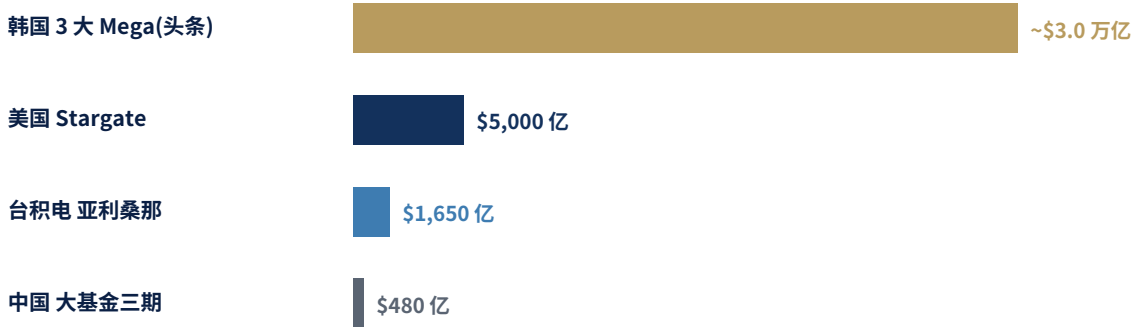 韩国 3 大 Mega(头条)
~$3.0 万亿
美国 Stargate
$5,000 亿
台积电 亚利桑那
$1,650 亿
中国 大基金三期
$480 亿